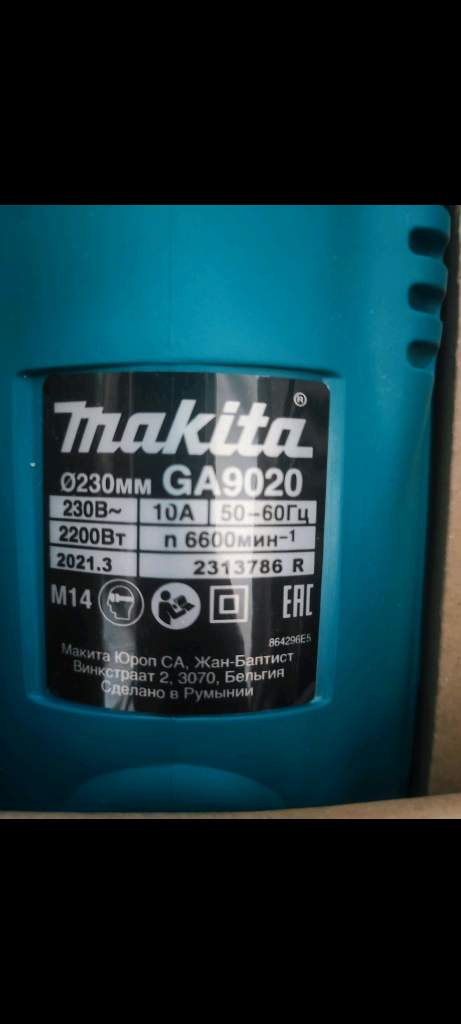 makita ®
Ø230мм GA9020
230В~ 10А 50-60Гц
2200Вт n 6600мин⁻¹
2021.3 2313786 R
M14 EAC
864296E5
Макита Юроп СА, Жан-Баптист
Винкстраат 2, 3070, Бельгия
Сделано в Румынии